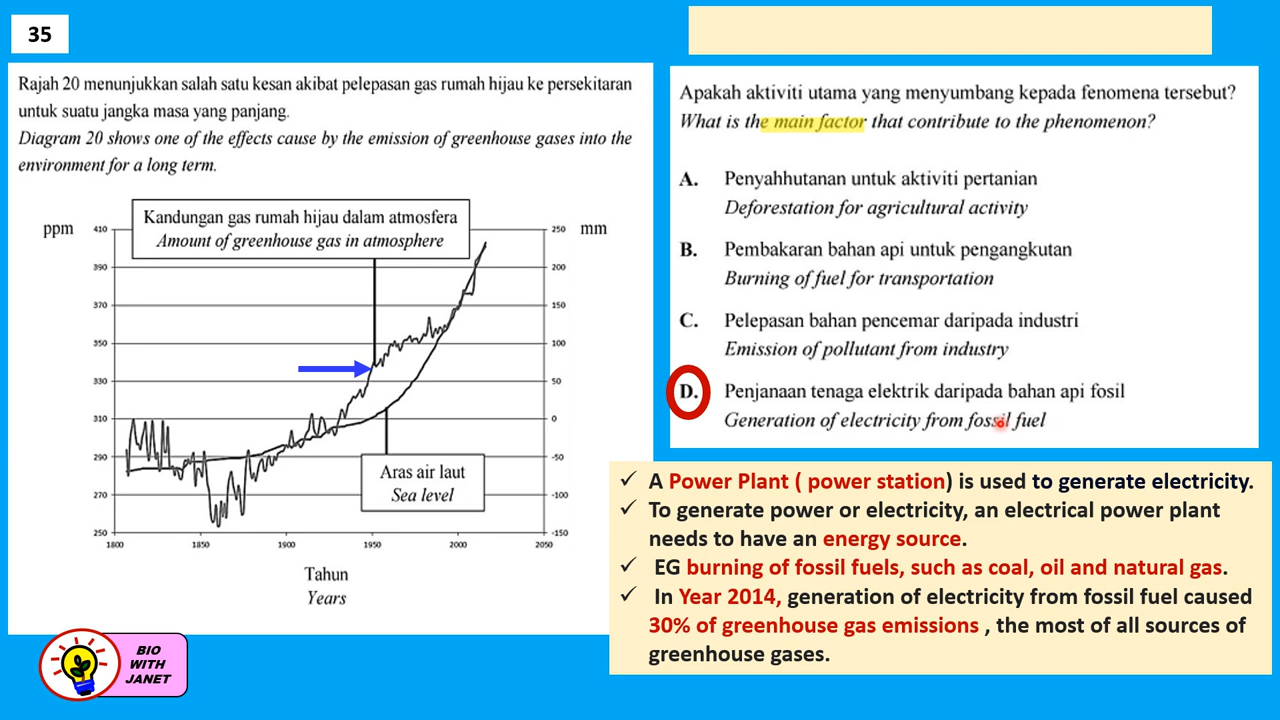 35
Rajah 20 menunjukkan salah satu kesan akibat pelepasan gas rumah hijau ke persekitaran
untuk suatu jangka masa yang panjang.
Diagram 20 shows one of the effects cause by the emission of greenhouse gases into the
environment for a long term.
Kandungan gas rumah hijau dalam atmosfera
Amount of greenhouse gas in atmosphere
ppm
mm
410
390
370
350
330
310
290
270
250
250
200
150
100
50
0
-50
-100
-150
Aras air laut
Sea level
1800
1850
1900
1950
2000
2050
Tahun
Years
BIO
WITH
JANET
Apakah aktiviti utama yang menyumbang kepada fenomena tersebut?
What is the main factor that contribute to the phenomenon?
A. Penyahhutanan untuk aktiviti pertanian
Deforestation for agricultural activity
B. Pembakaran bahan api untuk pengangkutan
Burning of fuel for transportation
C. Pelepasan bahan pencemar daripada industri
Emission of pollutant from industry
D. Penjanaan tenaga elektrik daripada bahan api fosil
Generation of electricity from fossil fuel
✓ A Power Plant ( power station) is used to generate electricity.
✓ To generate power or electricity, an electrical power plant
needs to have an energy source.
✓ EG burning of fossil fuels, such as coal, oil and natural gas.
✓ In Year 2014, generation of electricity from fossil fuel caused
30% of greenhouse gas emissions , the most of all sources of
greenhouse gases.